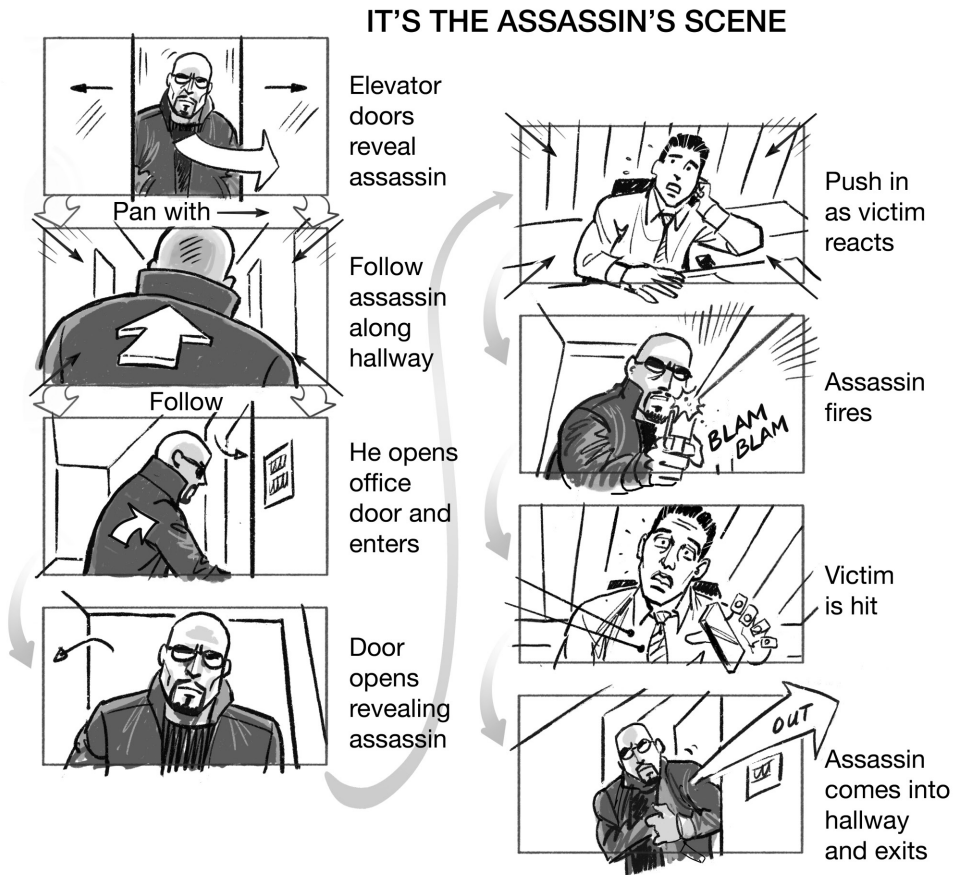 IT'S THE ASSASSIN'S SCENE
Elevator
doors
reveal
assassin
Pan with
Follow
assassin
along
hallway
Follow
He opens
office
door and
enters
Door
opens
revealing
assassin
Push in
as victim
reacts
BLAM
BLAM
!!
Assassin
fires
Victim
is hit
OUT
Assassin
comes into
hallway
and exits